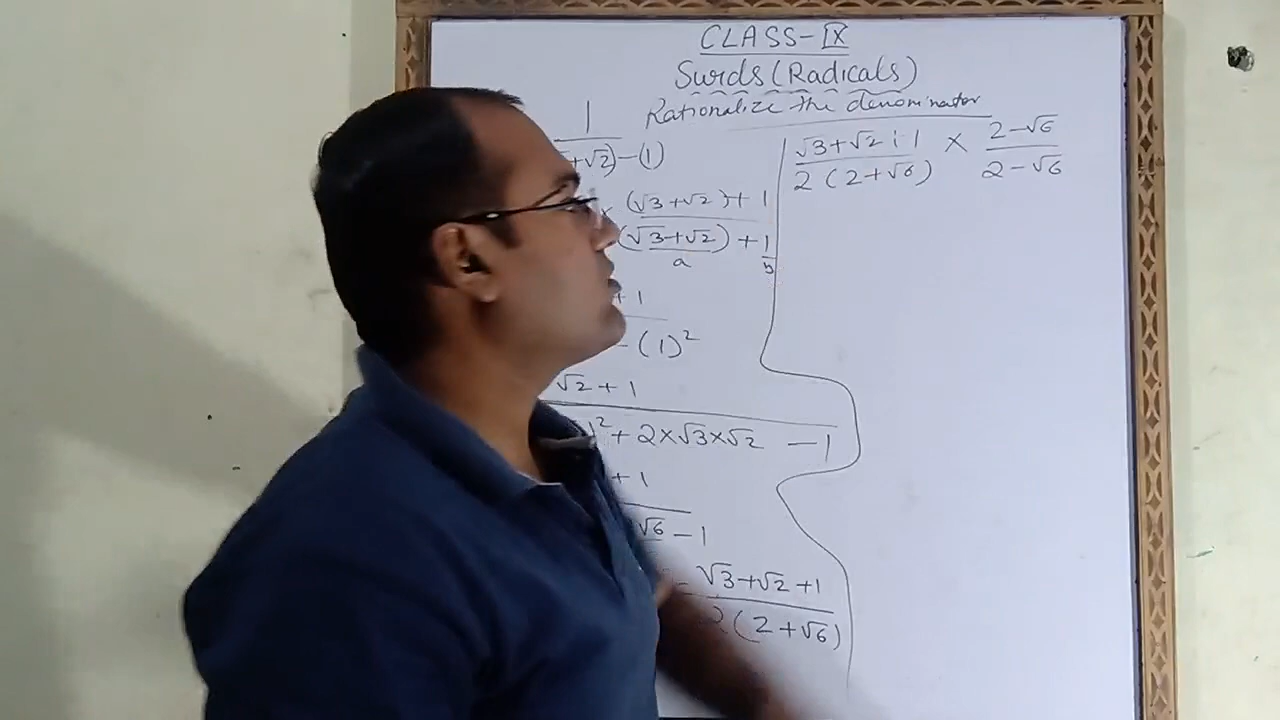 CLASS-IX
Surds (Radicals)
Rationalize the denominator
1
+√2) - (1)
× (√3+√2) + 1
(√3+√2) + 1
a b
+ 1
- (1)²
√2 + 1
)² + 2×√3×√2 - 1
+ 1
√6 - 1
= √3+√2+1
2(2+√6)
√3+√2+1 × 2-√6
2(2+√6) 2-√6